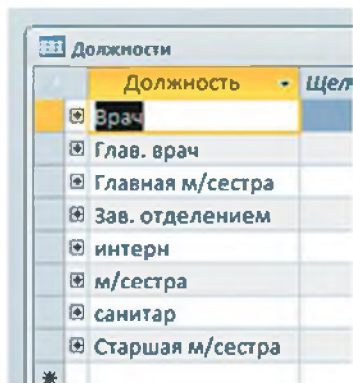 Должности
Должность Щел
Врач
Глав. врач
Главная м/сестра
Зав. отделением
интерн
м/сестра
санитар
Старшая м/сестра